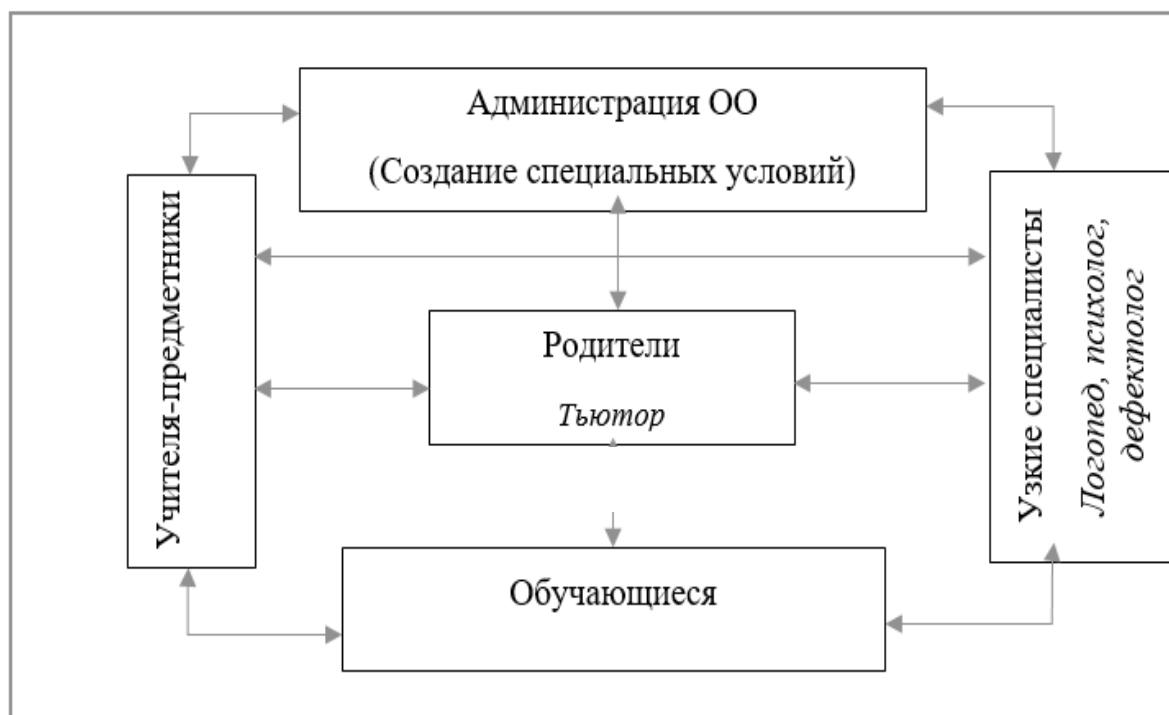 Администрация ОО
(Создание специальных условий)
Учителя-предметники
Родители
Тьютор
Узкие специалисты
Логопед, психолог,
дефектолог
Обучающиеся